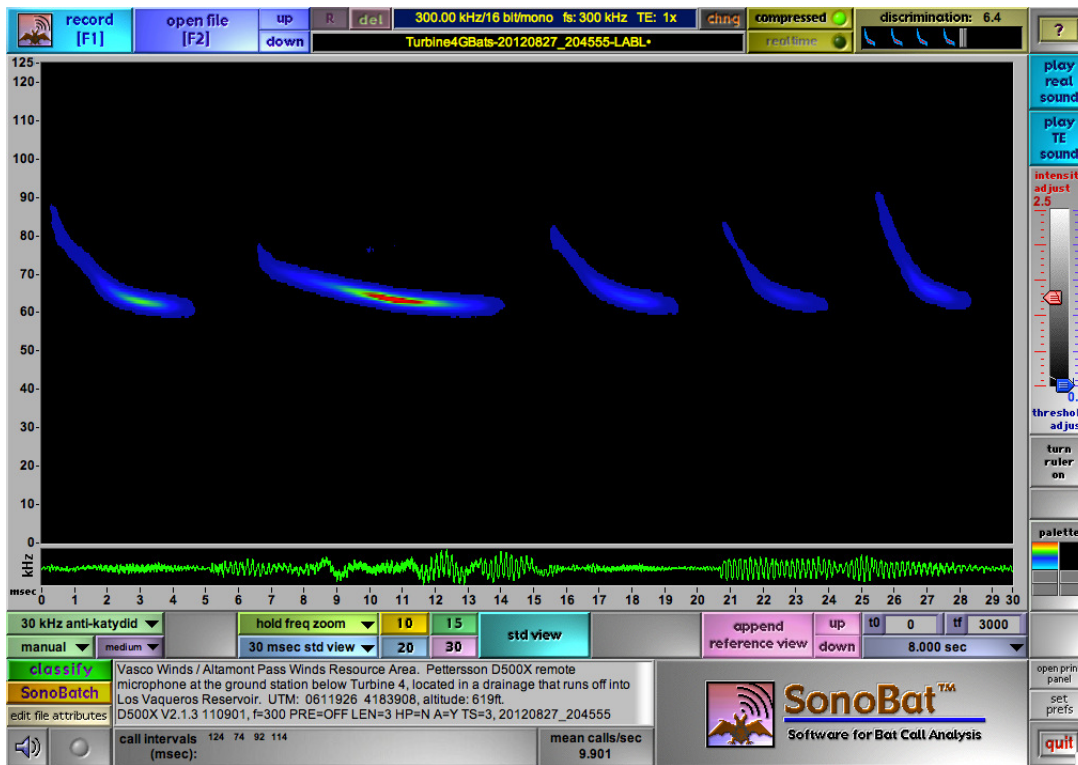 record
[F1]
open file
[F2]
up
down
R
del
300.00 kHz/16 bit/mono fs: 300 kHz TE: 1x
Turbine4GBats-20120827_204555-LABL•
chng
compressed
realtime
discrimination: 6.4
?
play
real
sound
play
TE
sound
intensit
adjust
2.5
0.
threshol
adjus
turn
ruler
on
palette
125-
120-
110-
100-
90-
80-
70-
60-
50-
40-
30-
20-
10-
0-
kHz
msec
0 1 2 3 4 5 6 7 8 9 10 11 12 13 14 15 16 17 18 19 20 21 22 23 24 25 26 27 28 29 30
30 kHz anti-katydid
manual
medium
hold freq zoom
10
15
30 msec std view
20
30
std view
append
reference view
up
down
t0 0 tf 3000
8.000 sec
classify
SonoBatch
edit file attributes
Vasco Winds / Altamont Pass Winds Resource Area. Pettersson D500X remote
microphone at the ground station below Turbine 4, located in a drainage that runs off into
Los Vaqueros Reservoir. UTM: 0611926 4183908, altitude: 619ft.
D500X V2.1.3 110901, f=300 PRE=OFF LEN=3 HP=N A=Y TS=3, 20120827_204555
call intervals 124 74 92 114
(msec):
mean calls/sec
9.901
SonoBat™
Software for Bat Call Analysis
open prin
panel
set
prefs
quit